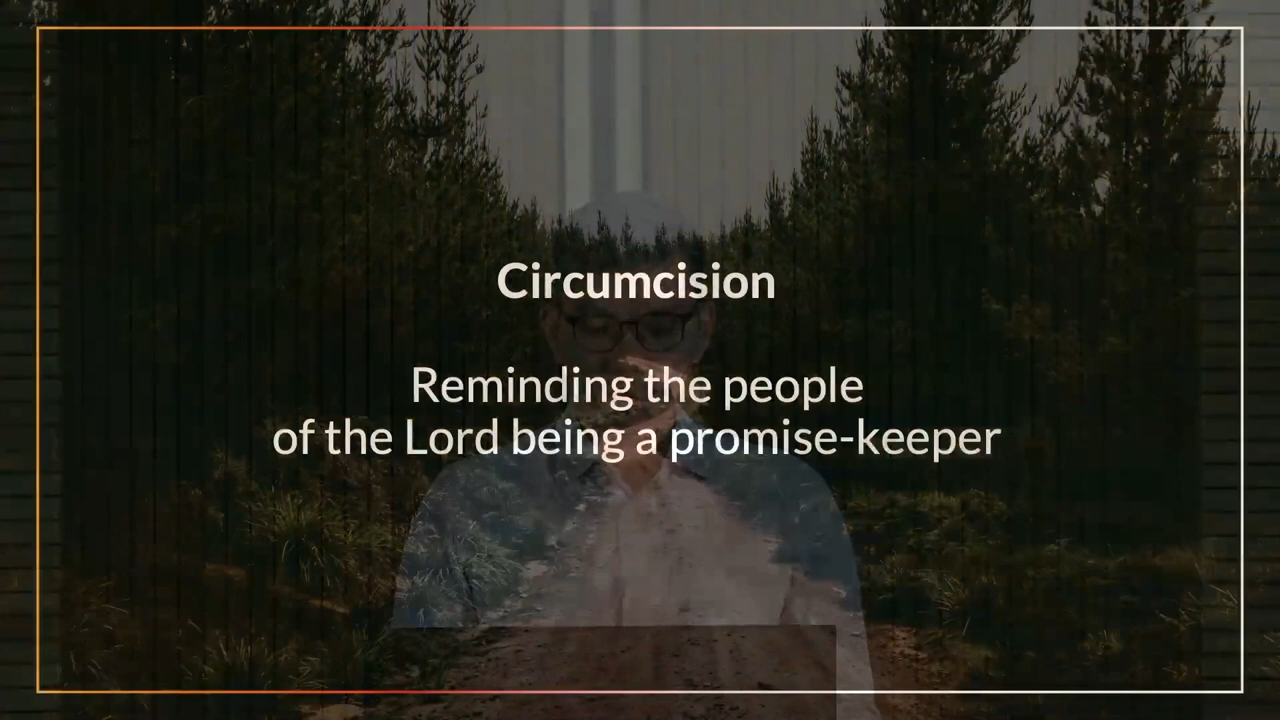 Circumcision
Reminding the people
of the Lord being a promise-keeper